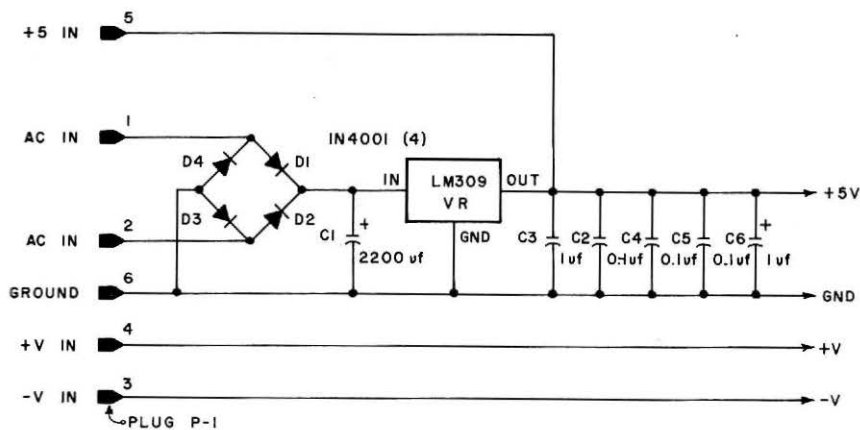 +5 IN 5
AC IN 1
IN4001 (4)
D4 D1
IN LM309 OUT
VR
+5V
D3 D2
GND
AC IN 2
C1 +
2200 uf
C3 C2 C4 C5 C6 +
1uf 0.1uf 0.1uf 0.1uf 1uf
GROUND 6
GND
+V IN 4
+V
-V IN 3
-V
PLUG P-1